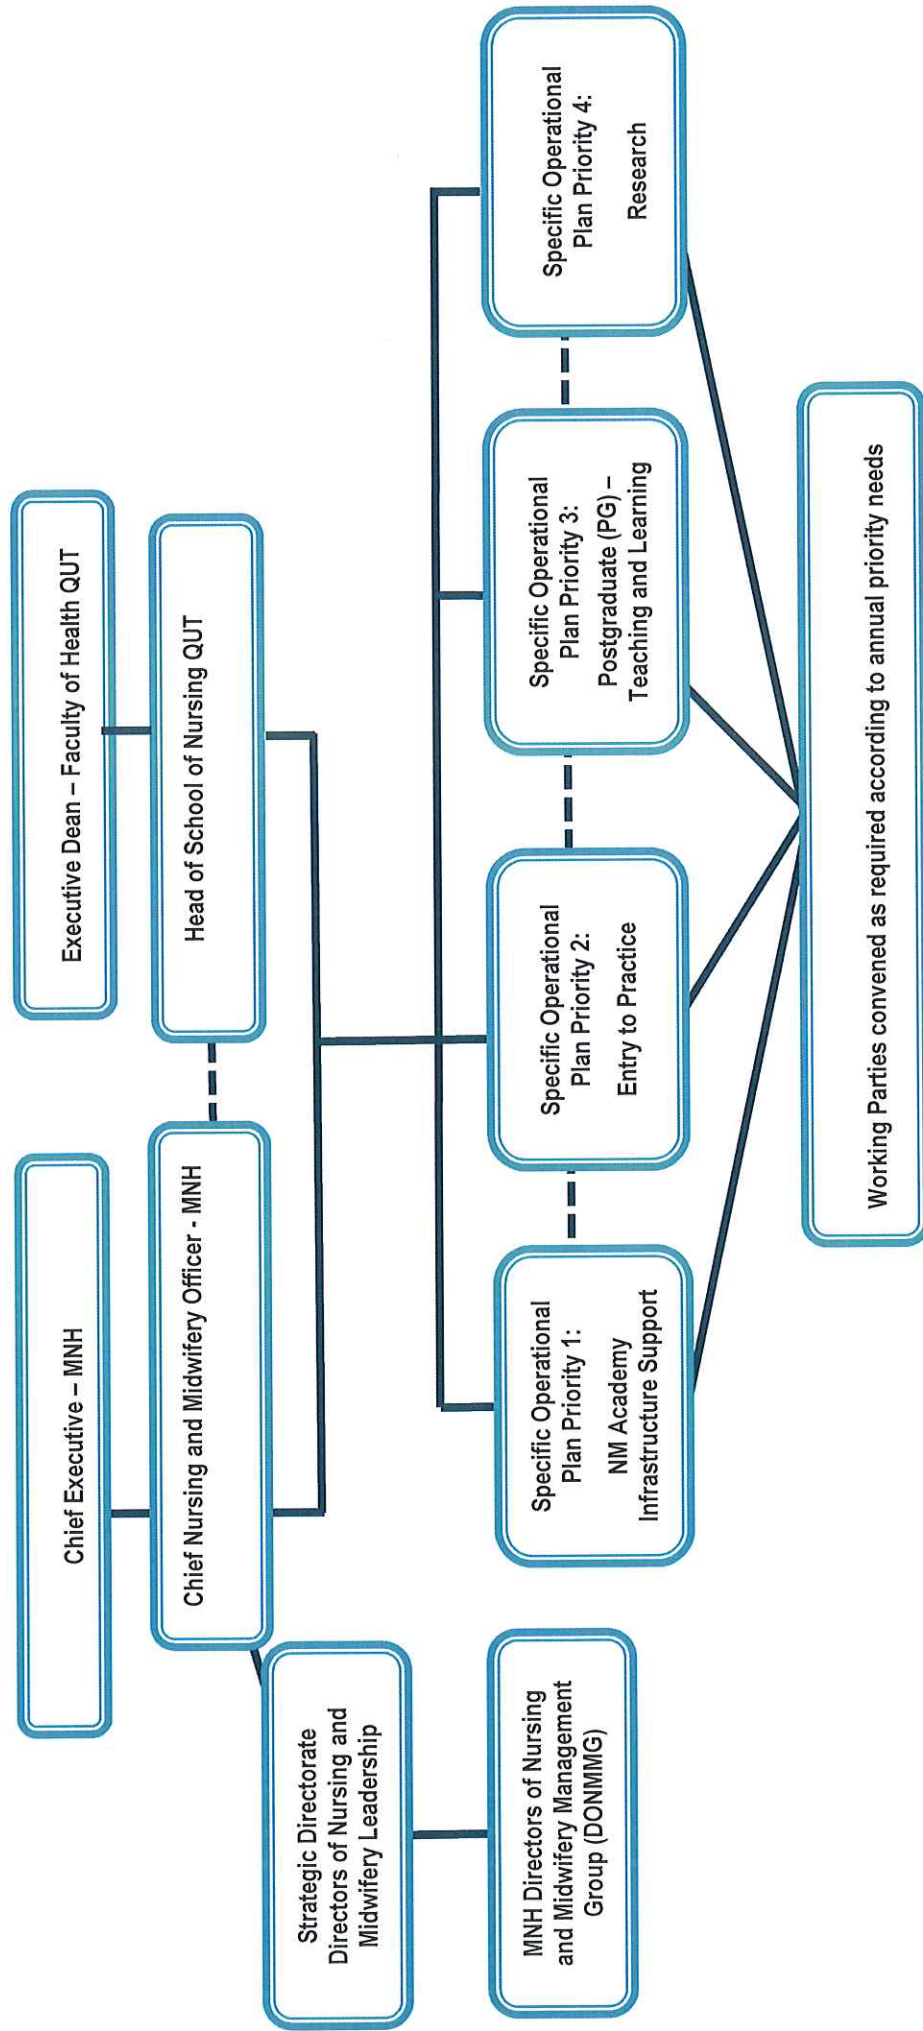 Chief Executive – MNH
Executive Dean – Faculty of Health QUT
Chief Nursing and Midwifery Officer - MNH
Head of School of Nursing QUT
Strategic Directorate
Directors of Nursing and
Midwifery Leadership
MNH Directors of Nursing
and Midwifery Management
Group (DONMMG)
Specific Operational
Plan Priority 1:
NM Academy
Infrastructure Support
Specific Operational
Plan Priority 2:
Entry to Practice
Specific Operational
Plan Priority 3:
Postgraduate (PG) –
Teaching and Learning
Specific Operational
Plan Priority 4:
Research
Working Parties convened as required according to annual priority needs